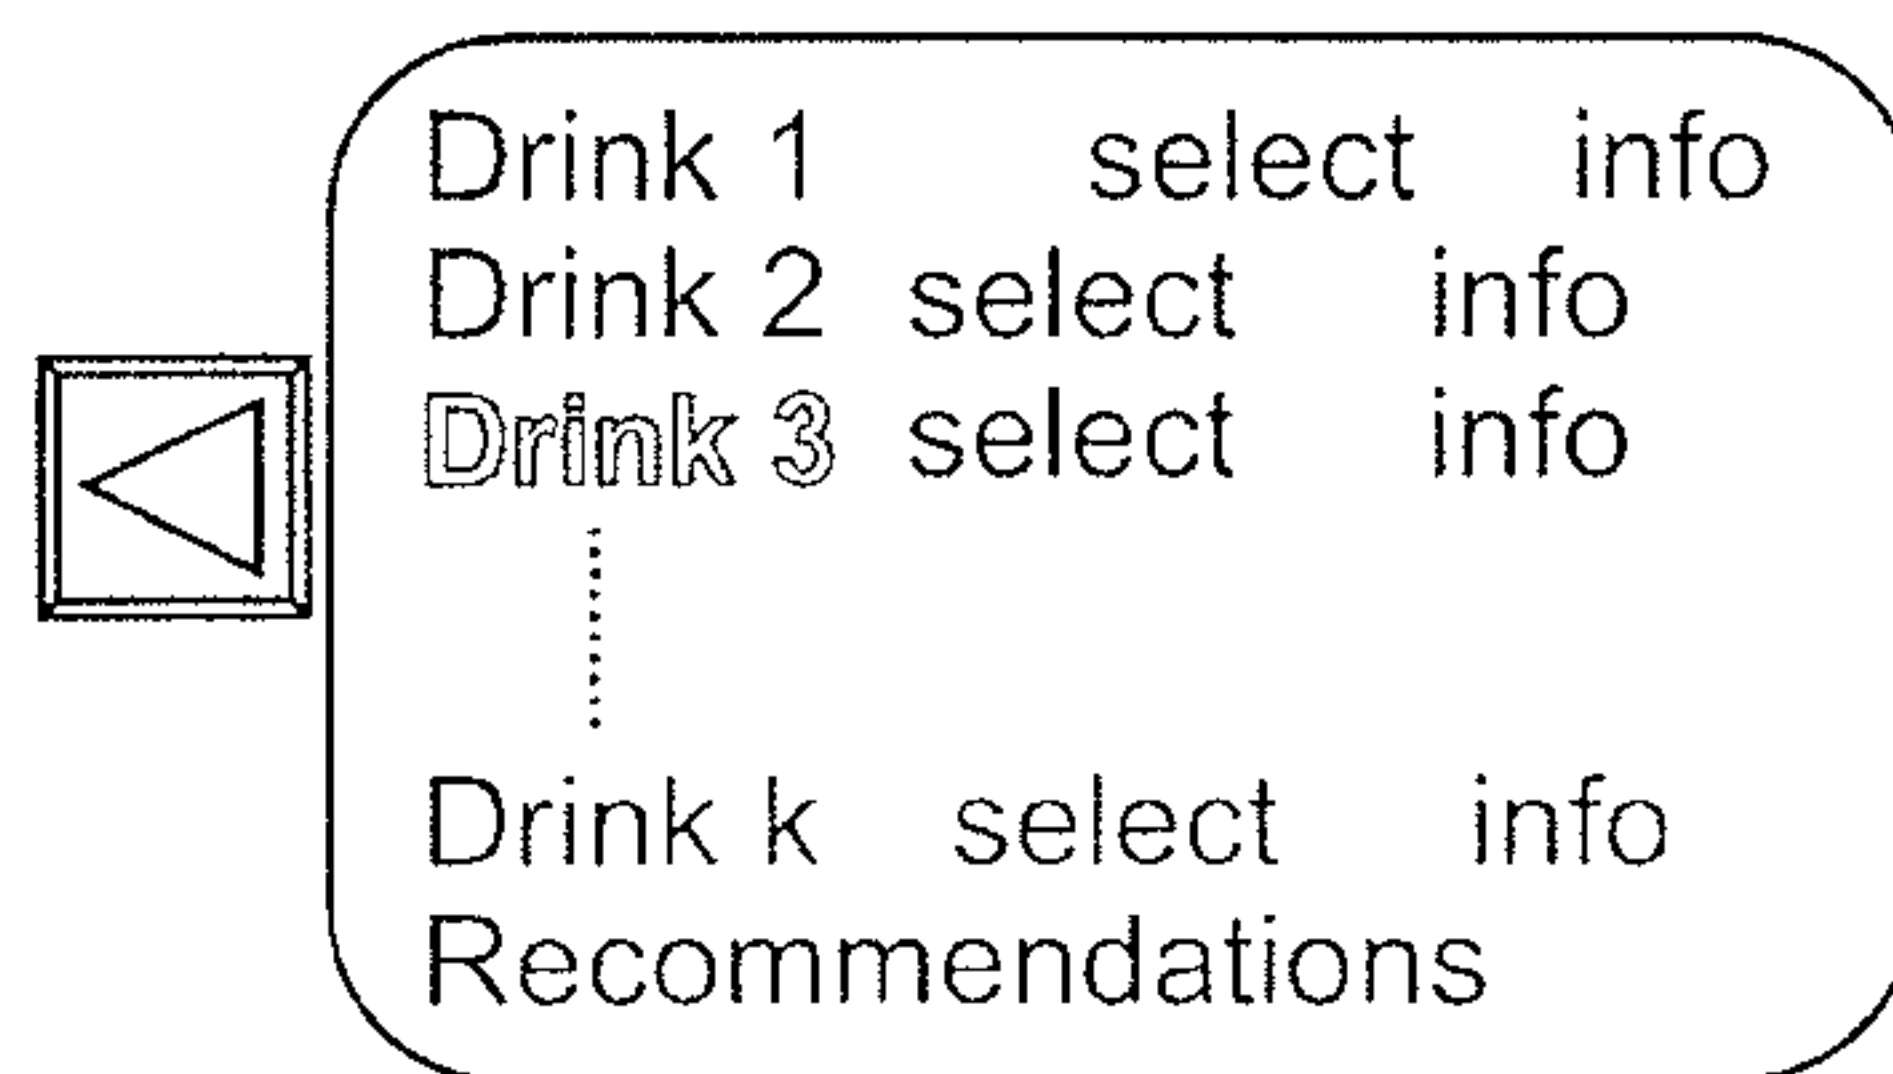 Drink 1 select info
Drink 2 select info
Drink 3 select info
Drink k select info
Recommendations